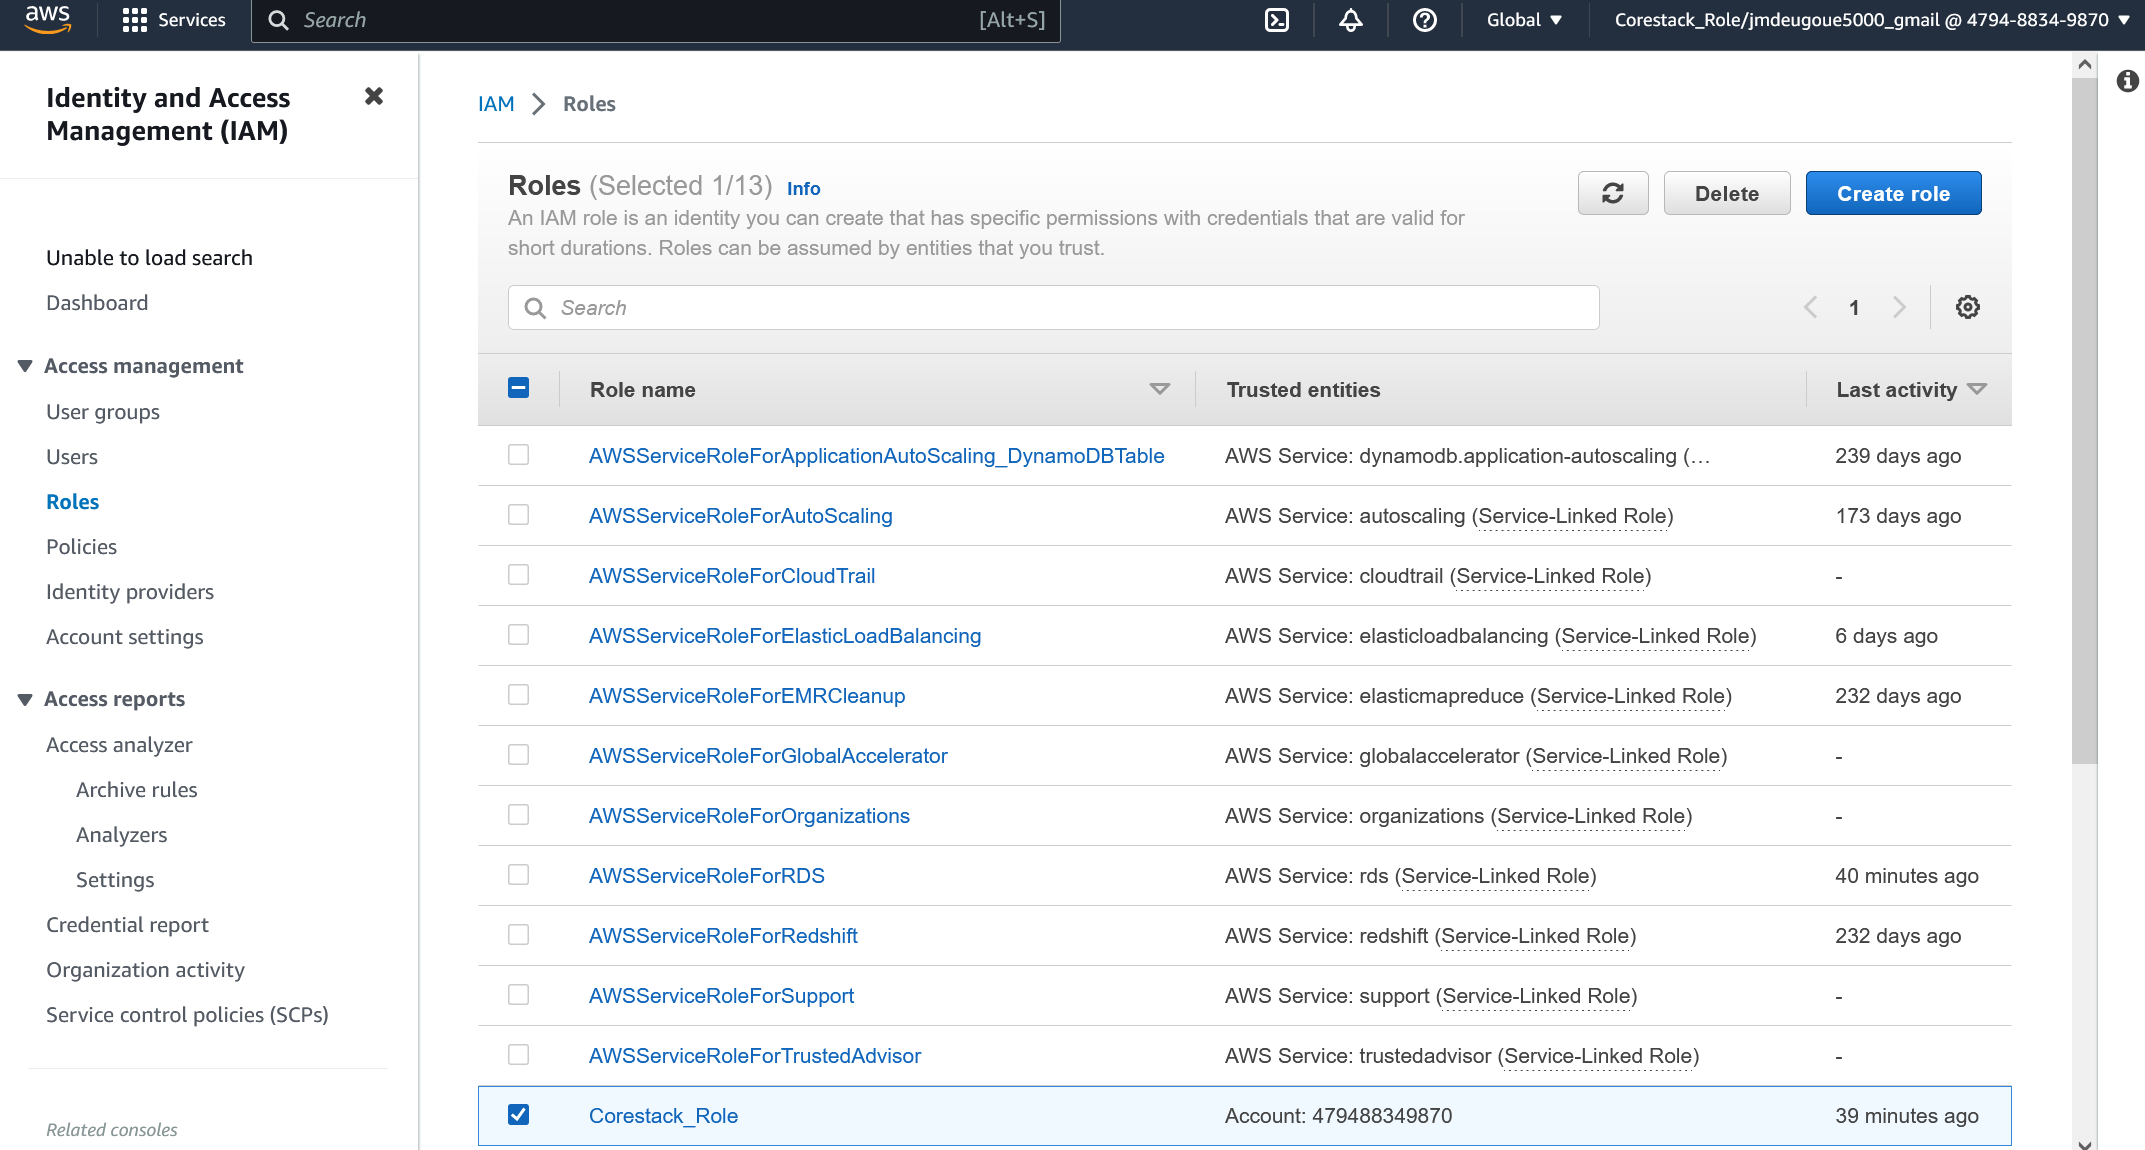 aws
Services
Search
[Alt+S]
Global
Corestack_Role/jmdeugoue5000_gmail @ 4794-8834-9870
Identity and Access
Management (IAM)
Unable to load search
Dashboard
Access management
User groups
Users
Roles
Policies
Identity providers
Account settings
Access reports
Access analyzer
Archive rules
Analyzers
Settings
Credential report
Organization activity
Service control policies (SCPs)
Related consoles
IAM > Roles
Roles (Selected 1/13) Info
An IAM role is an identity you can create that has specific permissions with credentials that are valid for
short durations. Roles can be assumed by entities that you trust.
Delete
Create role
Search
1
Role name Trusted entities Last activity
AWSServiceRoleForApplicationAutoScaling_DynamoDBTable AWS Service: dynamodb.application-autoscaling (… 239 days ago
AWSServiceRoleForAutoScaling AWS Service: autoscaling (Service-Linked Role) 173 days ago
AWSServiceRoleForCloudTrail AWS Service: cloudtrail (Service-Linked Role) -
AWSServiceRoleForElasticLoadBalancing AWS Service: elasticloadbalancing (Service-Linked Role) 6 days ago
AWSServiceRoleForEMRCleanup AWS Service: elasticmapreduce (Service-Linked Role) 232 days ago
AWSServiceRoleForGlobalAccelerator AWS Service: globalaccelerator (Service-Linked Role) -
AWSServiceRoleForOrganizations AWS Service: organizations (Service-Linked Role) -
AWSServiceRoleForRDS AWS Service: rds (Service-Linked Role) 40 minutes ago
AWSServiceRoleForRedshift AWS Service: redshift (Service-Linked Role) 232 days ago
AWSServiceRoleForSupport AWS Service: support (Service-Linked Role) -
AWSServiceRoleForTrustedAdvisor AWS Service: trustedadvisor (Service-Linked Role) -
Corestack_Role Account: 479488349870 39 minutes ago